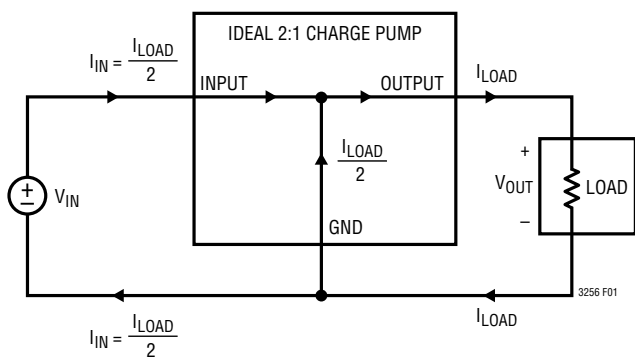 IDEAL 2:1 CHARGE PUMP
I_IN = I_LOAD/2
INPUT
OUTPUT
I_LOAD
I_LOAD/2
+
–
V_IN
+
V_OUT
–
LOAD
GND
3256 F01
I_IN = I_LOAD/2
I_LOAD